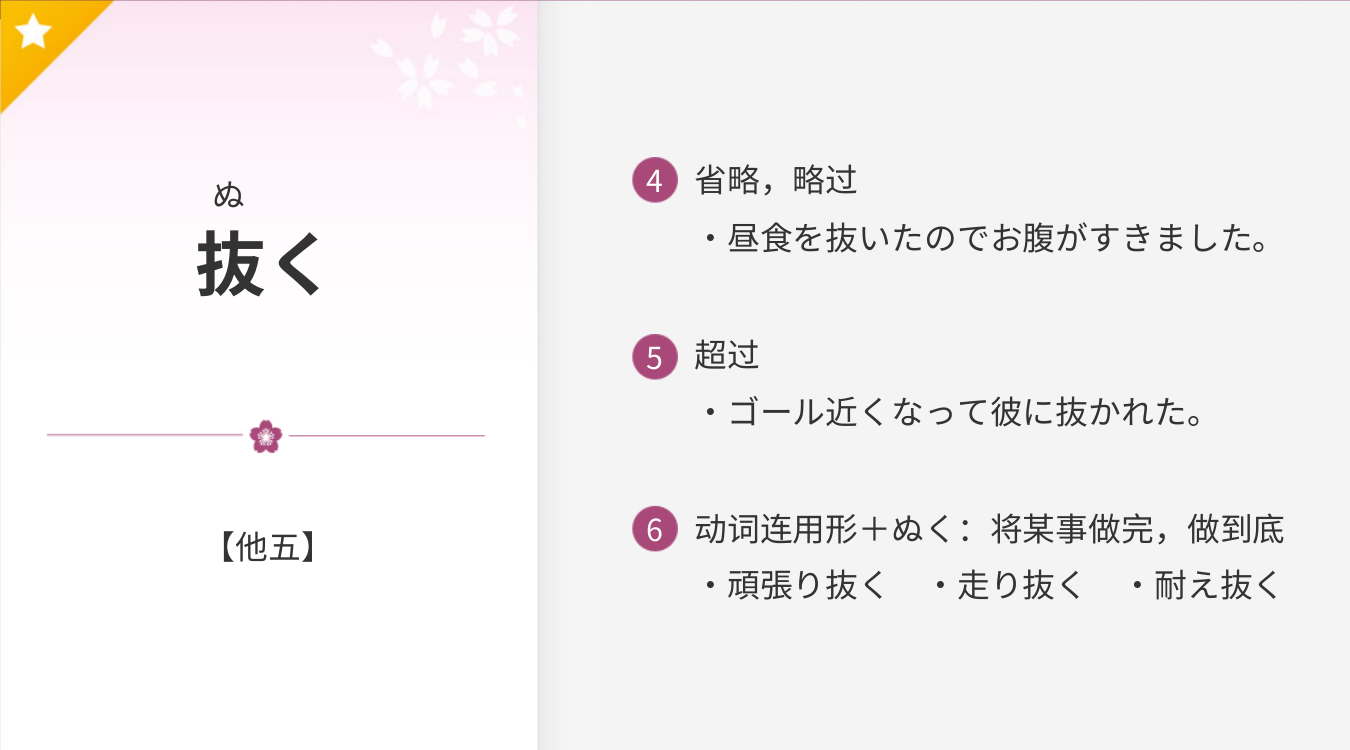 ぬ
抜く
【他五】
4 省略，略过
・昼食を抜いたのでお腹がすきました。
5 超过
・ゴール近くなって彼に抜かれた。
6 动词连用形＋ぬく：将某事做完，做到底
・頑張り抜く　・走り抜く　・耐え抜く